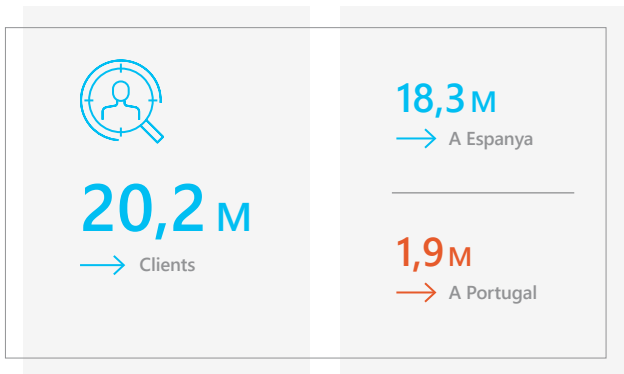 20,2 M
Clients
18,3 M
A Espanya
1,9 M
A Portugal